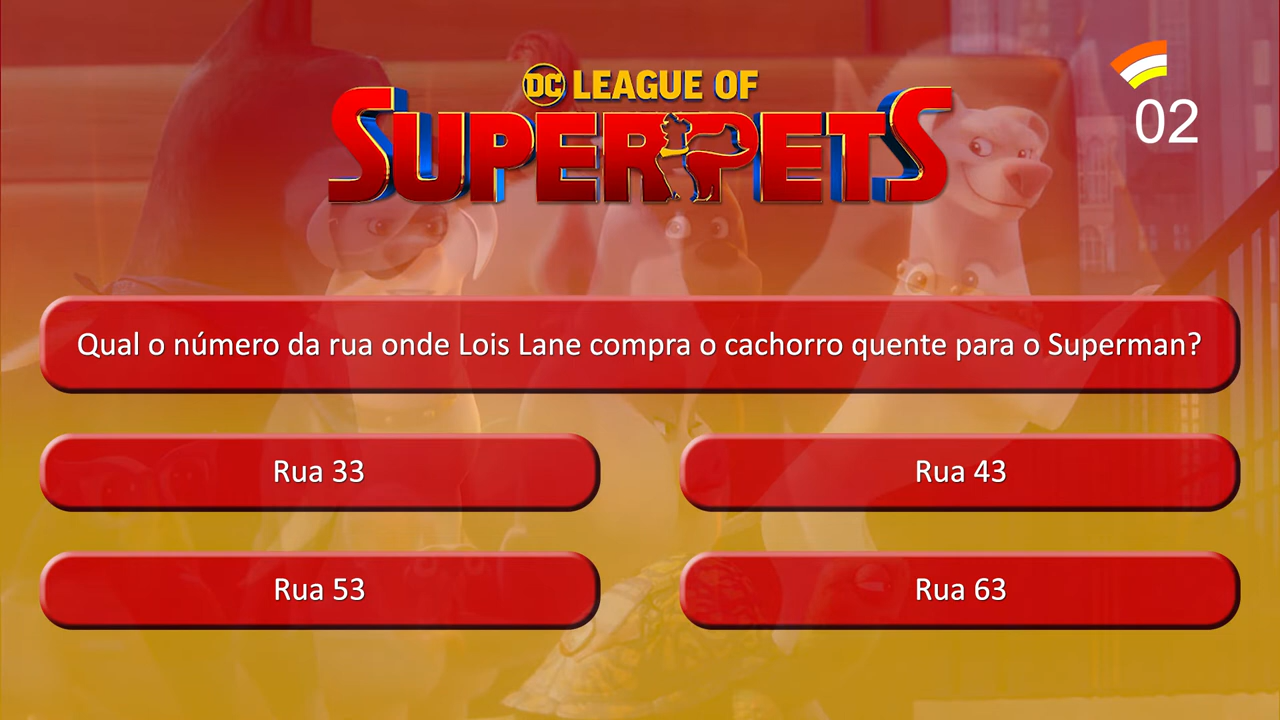 DC LEAGUE OF
SUPERPETS
02
Qual o número da rua onde Lois Lane compra o cachorro quente para o Superman?
Rua 33
Rua 43
Rua 53
Rua 63